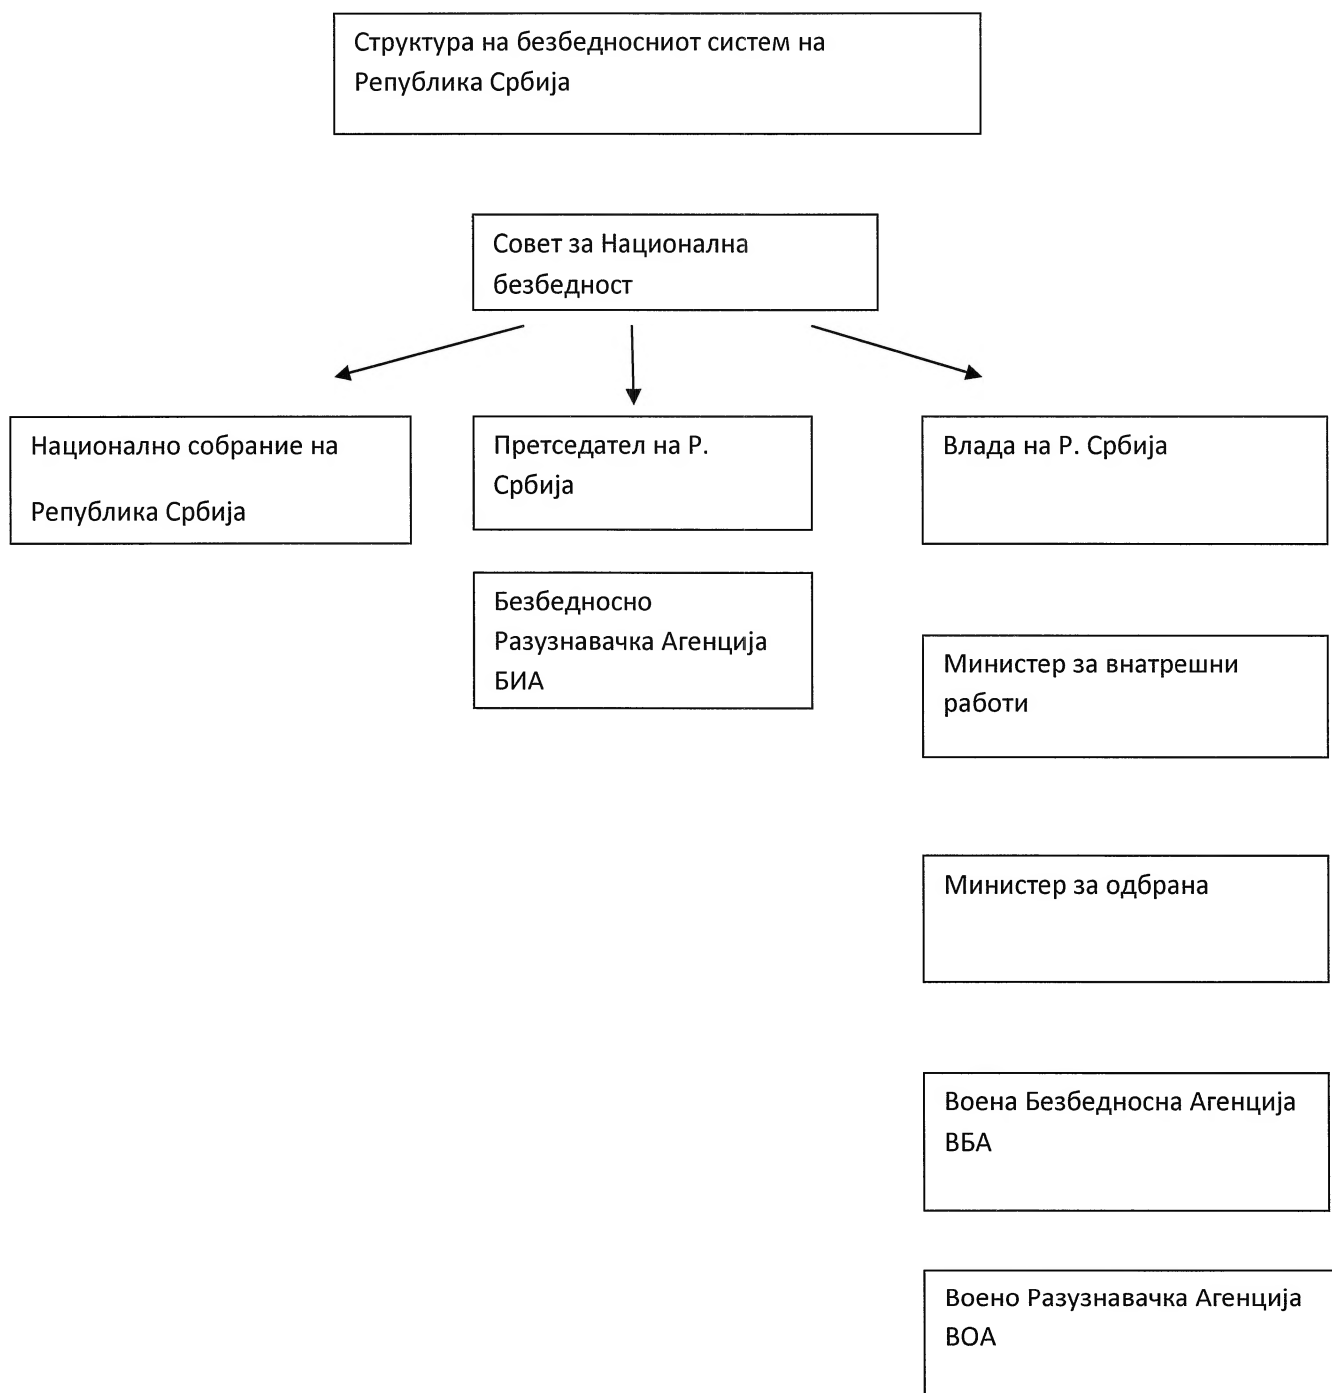 Структура на безбедносниот систем на
Република Србија
Совет за Национална
безбедност
Национално собрание на
Република Србија
Претседател на Р.
Србија
Влада на Р. Србија
Безбедносно
Разузнавачка Агенција
БИА
Министер за внатрешни
работи
Министер за одбрана
Воена Безбедносна Агенција
ВБА
Воено Разузнавачка Агенција
ВОА